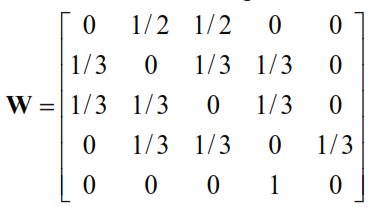 0 1/2 1/2 0 0
1/3 0 1/3 1/3 0
W = 1/3 1/3 0 1/3 0
0 1/3 1/3 0 1/3
0 0 0 1 0